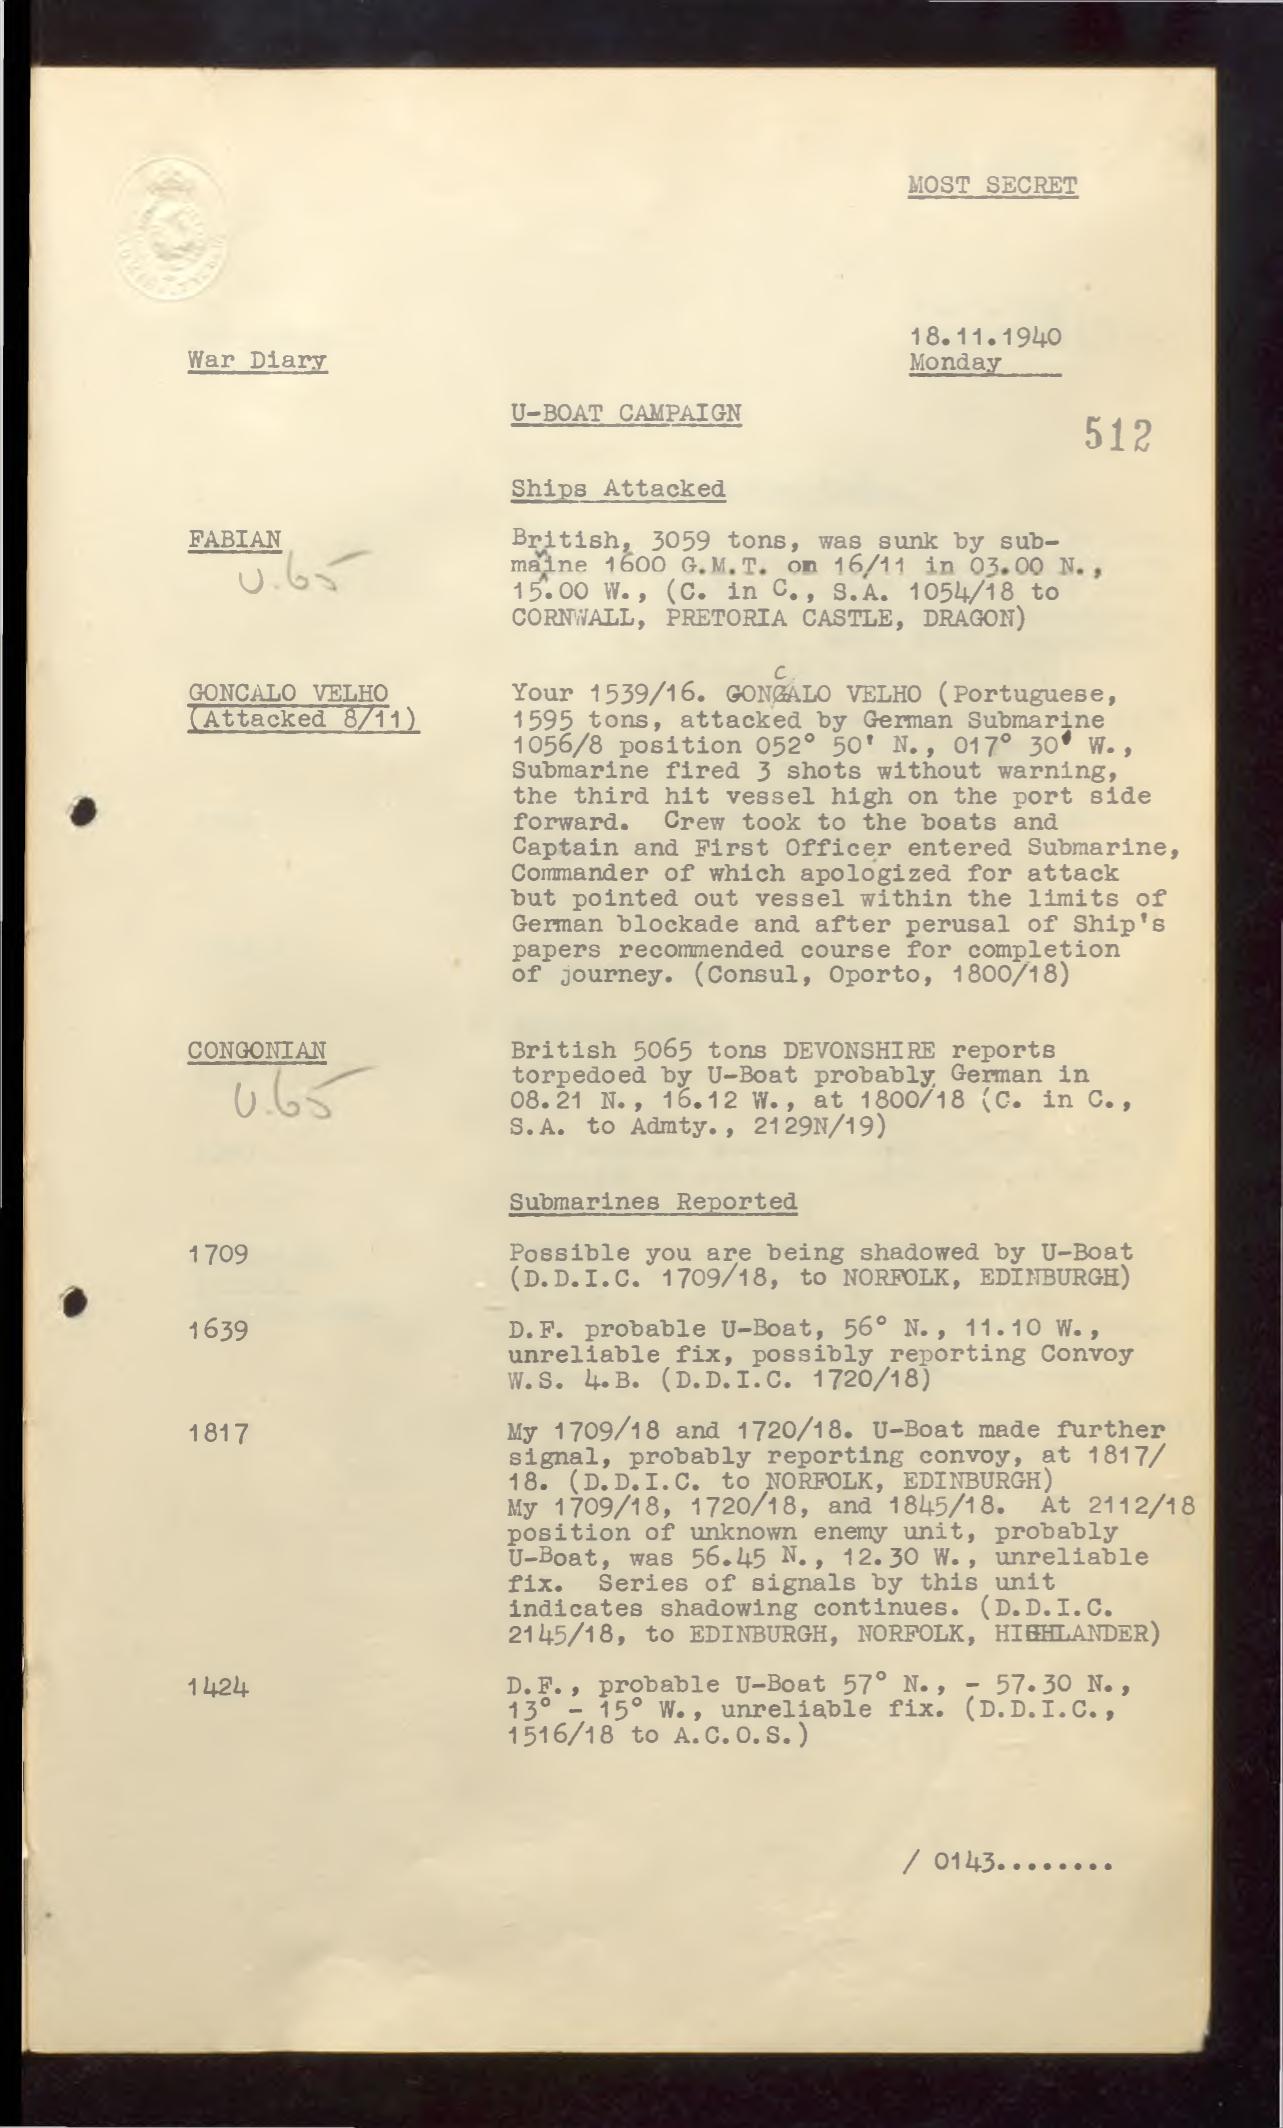 MOST SECRET
18.11.1940
War Diary
Monday
U-BOAT CAMPAIGN
512
Ships Attacked
FABIAN
U.65
British, 3059 tons, was sunk by sub-
maine 1600 G.M.T. on 16/11 in 03.00 N.,
15.00 W., (C. in C., S.A. 1054/18 to
CORNWALL, PRETORIA CASTLE, DRAGON)
GONCALO VELHO
(Attacked 8/11)
Your 1539/16. GONCALO VELHO (Portuguese,
1595 tons, attacked by German Submarine
1056/8 position 052° 50' N., 017° 30' W.,
Submarine fired 3 shots without warning,
the third hit vessel high on the port side
forward. Crew took to the boats and
Captain and First Officer entered Submarine,
Commander of which apologized for attack
but pointed out vessel within the limits of
German blockade and after perusal of Ship's
papers recommended course for completion
of journey. (Consul, Oporto, 1800/18)
CONGONIAN
U.65
British 5065 tons DEVONSHIRE reports
torpedoed by U-Boat probably German in
08.21 N., 16.12 W., at 1800/18 (C. in C.,
S.A. to Admty., 2129N/19)
Submarines Reported
1709
Possible you are being shadowed by U-Boat
(D.D.I.C. 1709/18, to NORFOLK, EDINBURGH)
1639
D.F. probable U-Boat, 56° N., 11.10 W.,
unreliable fix, possibly reporting Convoy
W.S. 4.B. (D.D.I.C. 1720/18)
1817
My 1709/18 and 1720/18. U-Boat made further
signal, probably reporting convoy, at 1817/
18. (D.D.I.C. to NORFOLK, EDINBURGH)
My 1709/18, 1720/18, and 1845/18. At 2112/18
position of unknown enemy unit, probably
U-Boat, was 56.45 N., 12.30 W., unreliable
fix. Series of signals by this unit
indicates shadowing continues. (D.D.I.C.
2145/18, to EDINBURGH, NORFOLK, HIGHLANDER)
1424
D.F., probable U-Boat 57° N., - 57.30 N.,
13° - 15° W., unreliable fix. (D.D.I.C.,
1516/18 to A.C.O.S.)
/ 0143........